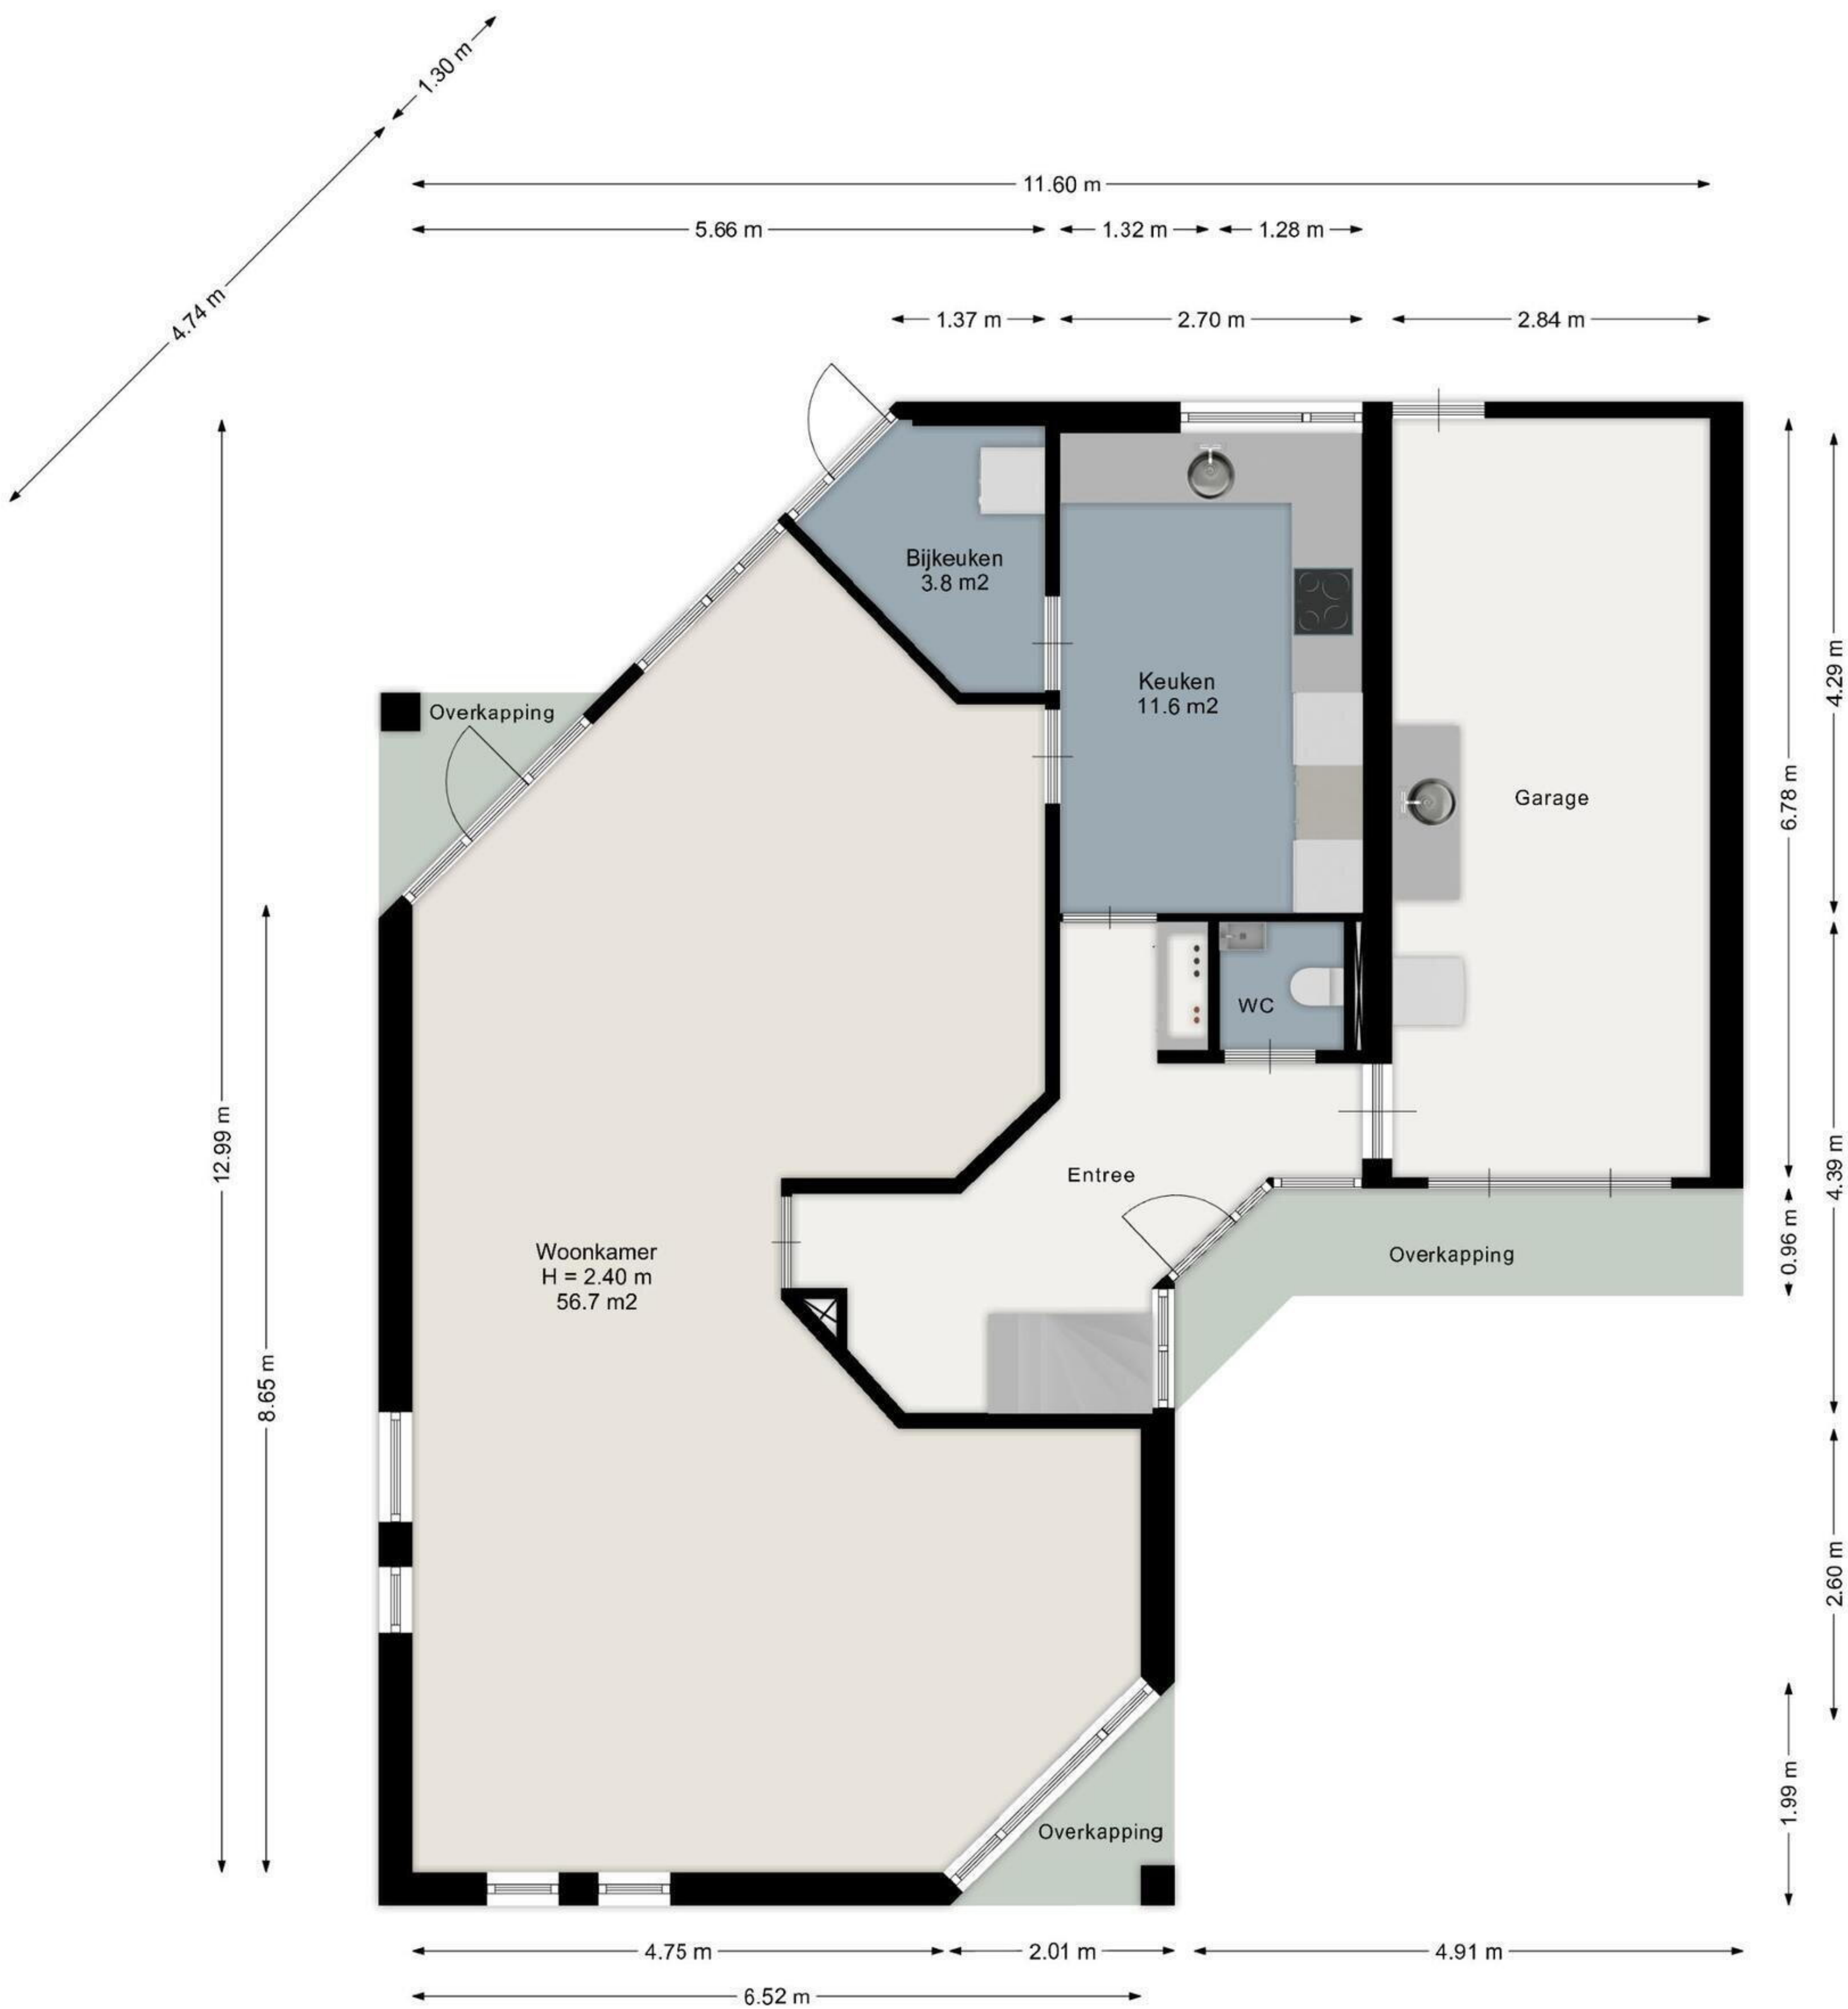 1.30 m
4.74 m
11.60 m
5.66 m
1.32 m
1.28 m
1.37 m
2.70 m
2.84 m
Bijkeuken
3.8 m2
Keuken
11.6 m2
Overkapping
Garage
4.29 m
6.78 m
WC
12.99 m
Entree
4.39 m
Woonkamer
H = 2.40 m
56.7 m2
Overkapping
0.96 m
8.65 m
2.60 m
1.99 m
Overkapping
4.75 m
2.01 m
4.91 m
6.52 m